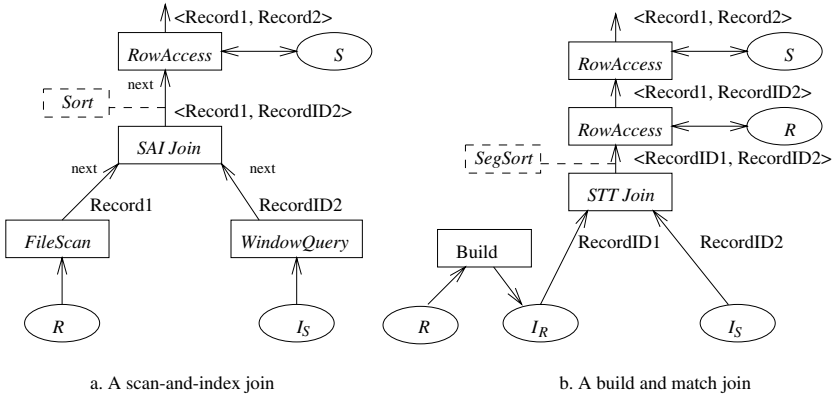 <Record1, Record2>
RowAccess
S
next
Sort
<Record1, RecordID2>
SAI Join
next
next
Record1
RecordID2
FileScan
WindowQuery
R
I_S
a. A scan-and-index join
<Record1, Record2>
RowAccess
S
<Record1, RecordID2>
RowAccess
R
SegSort
<RecordID1, RecordID2>
STT Join
RecordID1
RecordID2
Build
R
I_R
I_S
b. A build and match join